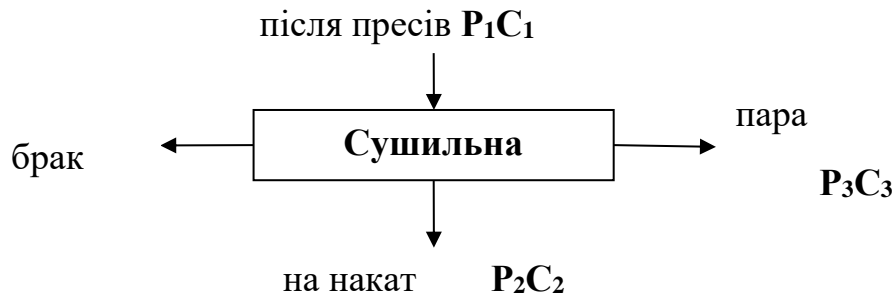 після пресів P₁C₁
Сушильна
пара
брак
P₃C₃
на накат P₂C₂